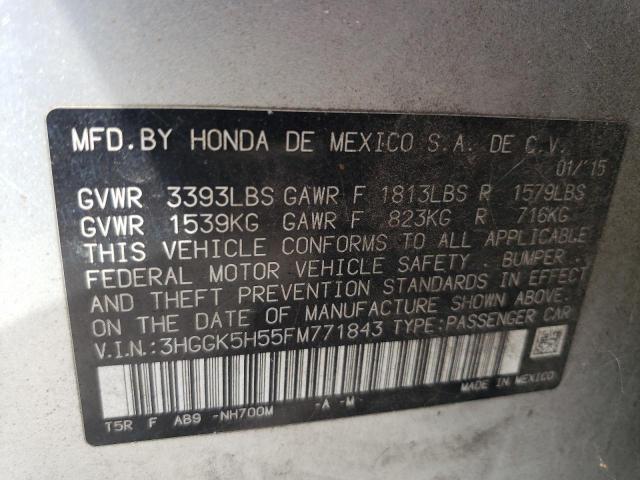 MFD.BY HONDA DE MEXICO S.A. DE C.V.
01/'15
GVWR 3393LBS GAWR F 1813LBS R 1579LBS
GVWR 1539KG GAWR F 823KG R 716KG
THIS VEHICLE CONFORMS TO ALL APPLICABLE
FEDERAL MOTOR VEHICLE SAFETY, BUMPER,
AND THEFT PREVENTION STANDARDS IN EFFECT
ON THE DATE OF MANUFACTURE SHOWN ABOVE.
V.I.N.:3HGGK5H55FM771843 TYPE:PASSENGER CAR
MADE IN MEXICO
T5R F AB9 -NH700M -A -M-